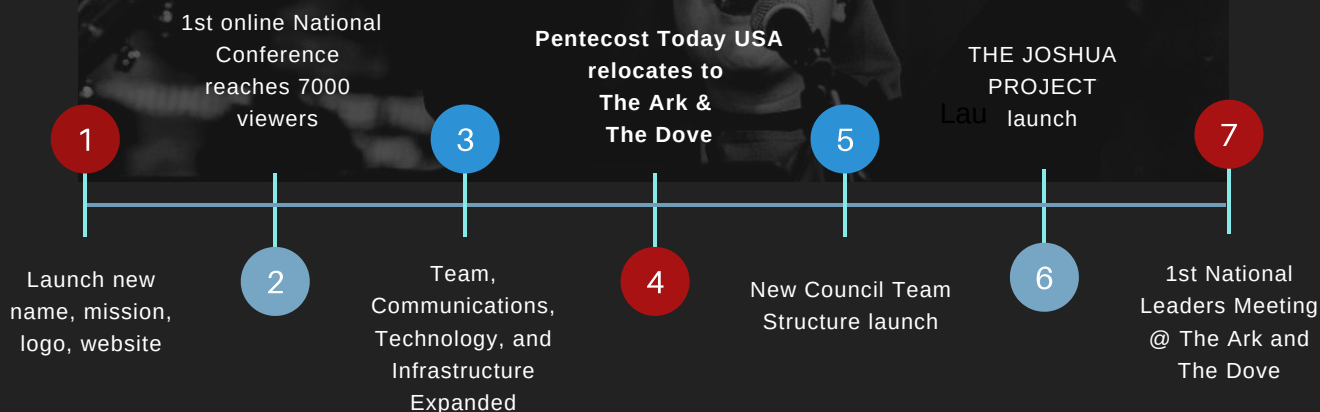 1
Launch new
name, mission,
logo, website
1st online National
Conference
reaches 7000
viewers
2
3
Team,
Communications,
Technology, and
Infrastructure
Expanded
Pentecost Today USA
relocates to
The Ark &
The Dove
4
5
New Council Team
Structure launch
THE JOSHUA
PROJECT
Lau launch
6
7
1st National
Leaders Meeting
@ The Ark and
The Dove